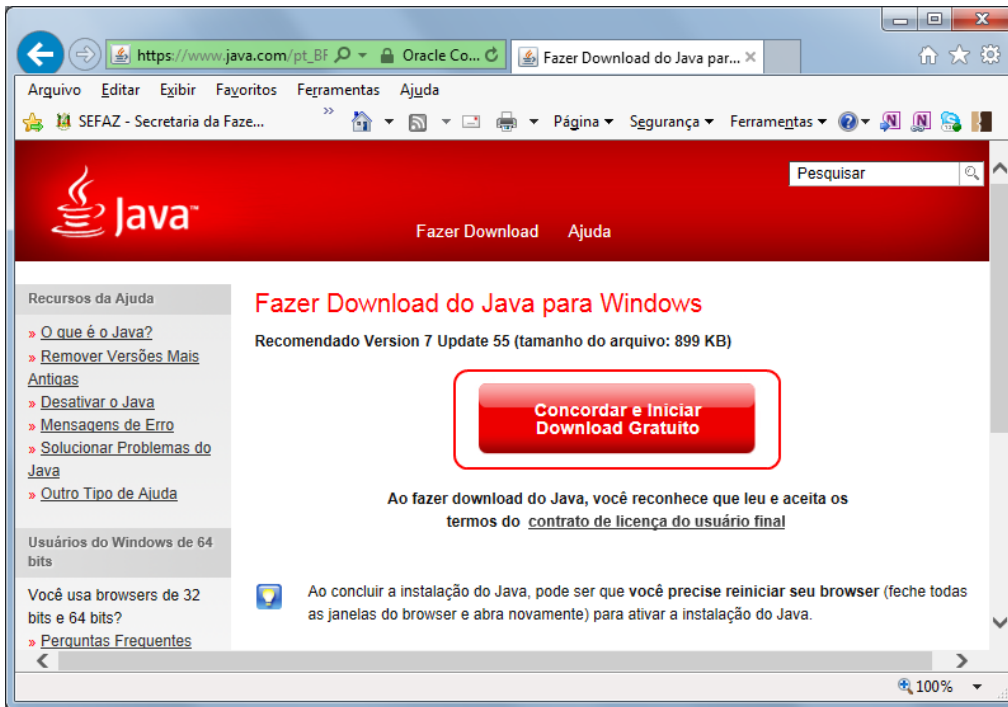 https://www.java.com/pt_BF
Oracle Co...
Fazer Download do Java par...
Arquivo Editar Exibir Favoritos Ferramentas Ajuda
SEFAZ - Secretaria da Faze...
Página
Segurança
Ferramentas
Pesquisar
Java™
Fazer Download Ajuda
Recursos da Ajuda
» O que é o Java?
» Remover Versões Mais
Antigas
» Desativar o Java
» Mensagens de Erro
» Solucionar Problemas do
Java
» Outro Tipo de Ajuda
Usuários do Windows de 64
bits
Você usa browsers de 32
bits e 64 bits?
» Perguntas Frequentes
Fazer Download do Java para Windows
Recomendado Version 7 Update 55 (tamanho do arquivo: 899 KB)
Concordar e Iniciar
Download Gratuito
Ao fazer download do Java, você reconhece que leu e aceita os
termos do contrato de licença do usuário final
Ao concluir a instalação do Java, pode ser que você precise reiniciar seu browser (feche todas
as janelas do browser e abra novamente) para ativar a instalação do Java.
100%